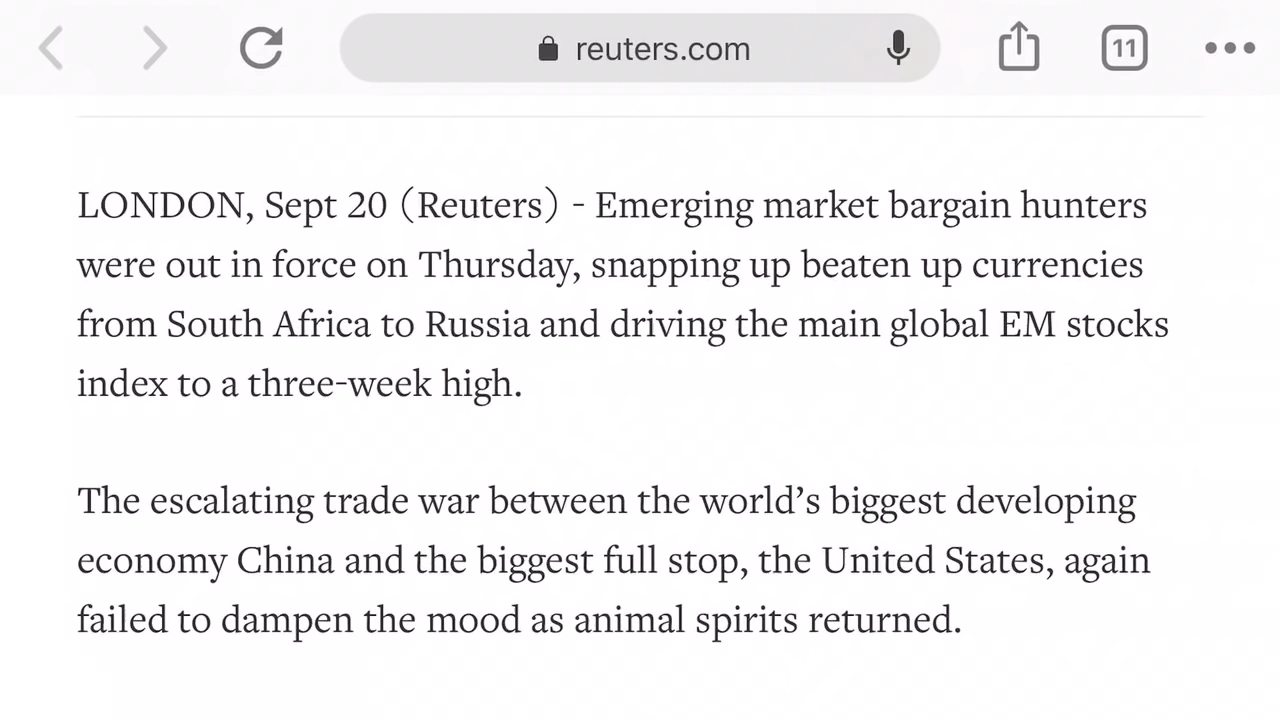 reuters.com
11
LONDON, Sept 20 (Reuters) - Emerging market bargain hunters
were out in force on Thursday, snapping up beaten up currencies
from South Africa to Russia and driving the main global EM stocks
index to a three-week high.
The escalating trade war between the world’s biggest developing
economy China and the biggest full stop, the United States, again
failed to dampen the mood as animal spirits returned.